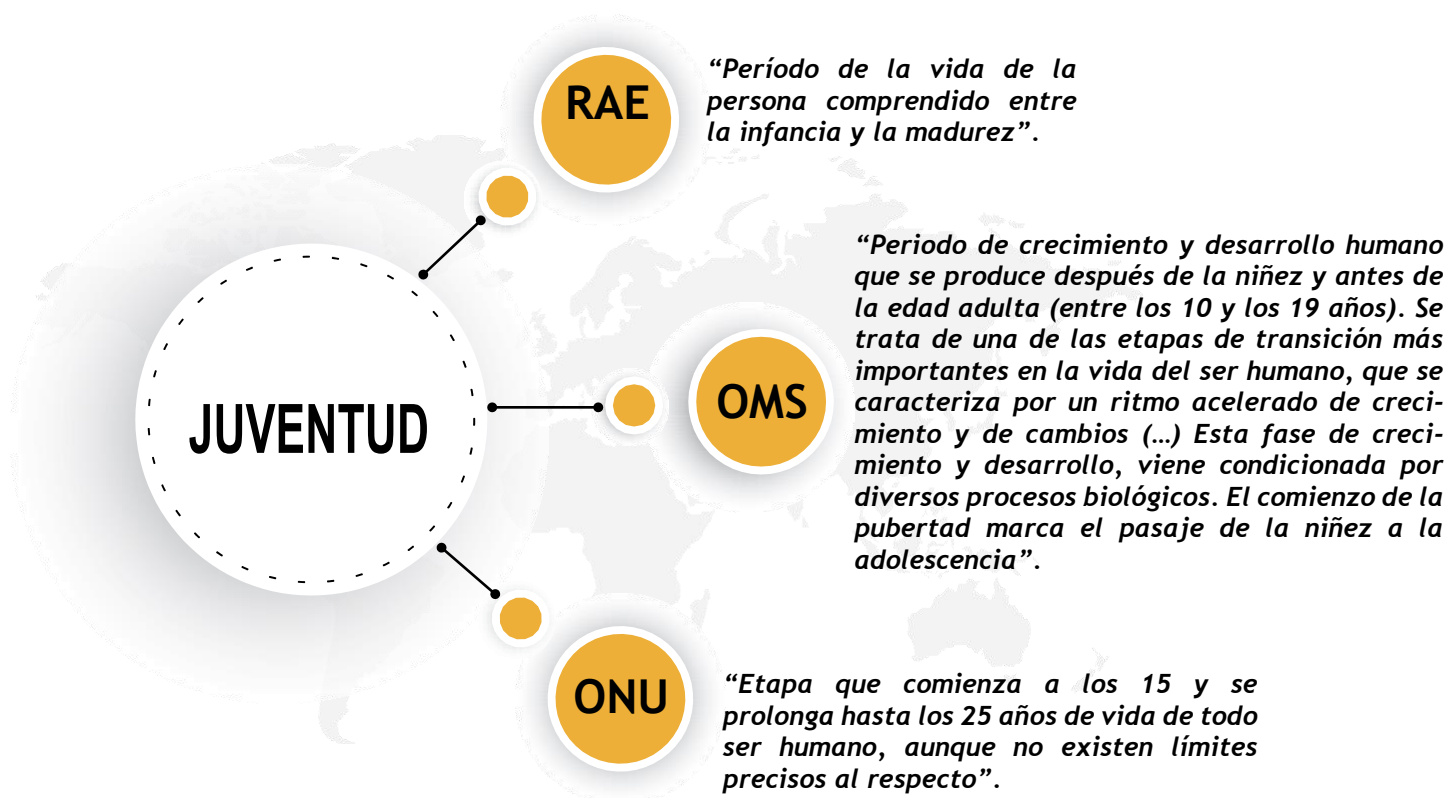 JUVENTUD
RAE
“Período de la vida de la
persona comprendido entre
la infancia y la madurez”.
OMS
“Periodo de crecimiento y desarrollo humano
que se produce después de la niñez y antes de
la edad adulta (entre los 10 y los 19 años). Se
trata de una de las etapas de transición más
importantes en la vida del ser humano, que se
caracteriza por un ritmo acelerado de creci-
miento y de cambios (…) Esta fase de creci-
miento y desarrollo, viene condicionada por
diversos procesos biológicos. El comienzo de la
pubertad marca el pasaje de la niñez a la
adolescencia”.
ONU
“Etapa que comienza a los 15 y se
prolonga hasta los 25 años de vida de todo
ser humano, aunque no existen límites
precisos al respecto”.